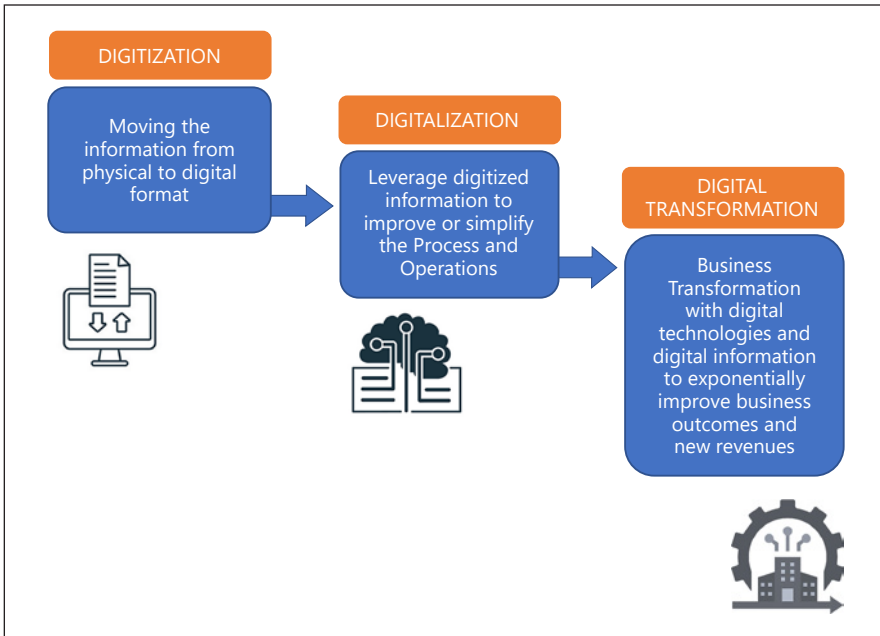 DIGITIZATION
Moving the
information from
physical to digital
format
DIGITALIZATION
Leverage digitized
information to
improve or simplify
the Process and
Operations
DIGITAL
TRANSFORMATION
Business
Transformation
with digital
technologies and
digital information
to exponentially
improve business
outcomes and
new revenues